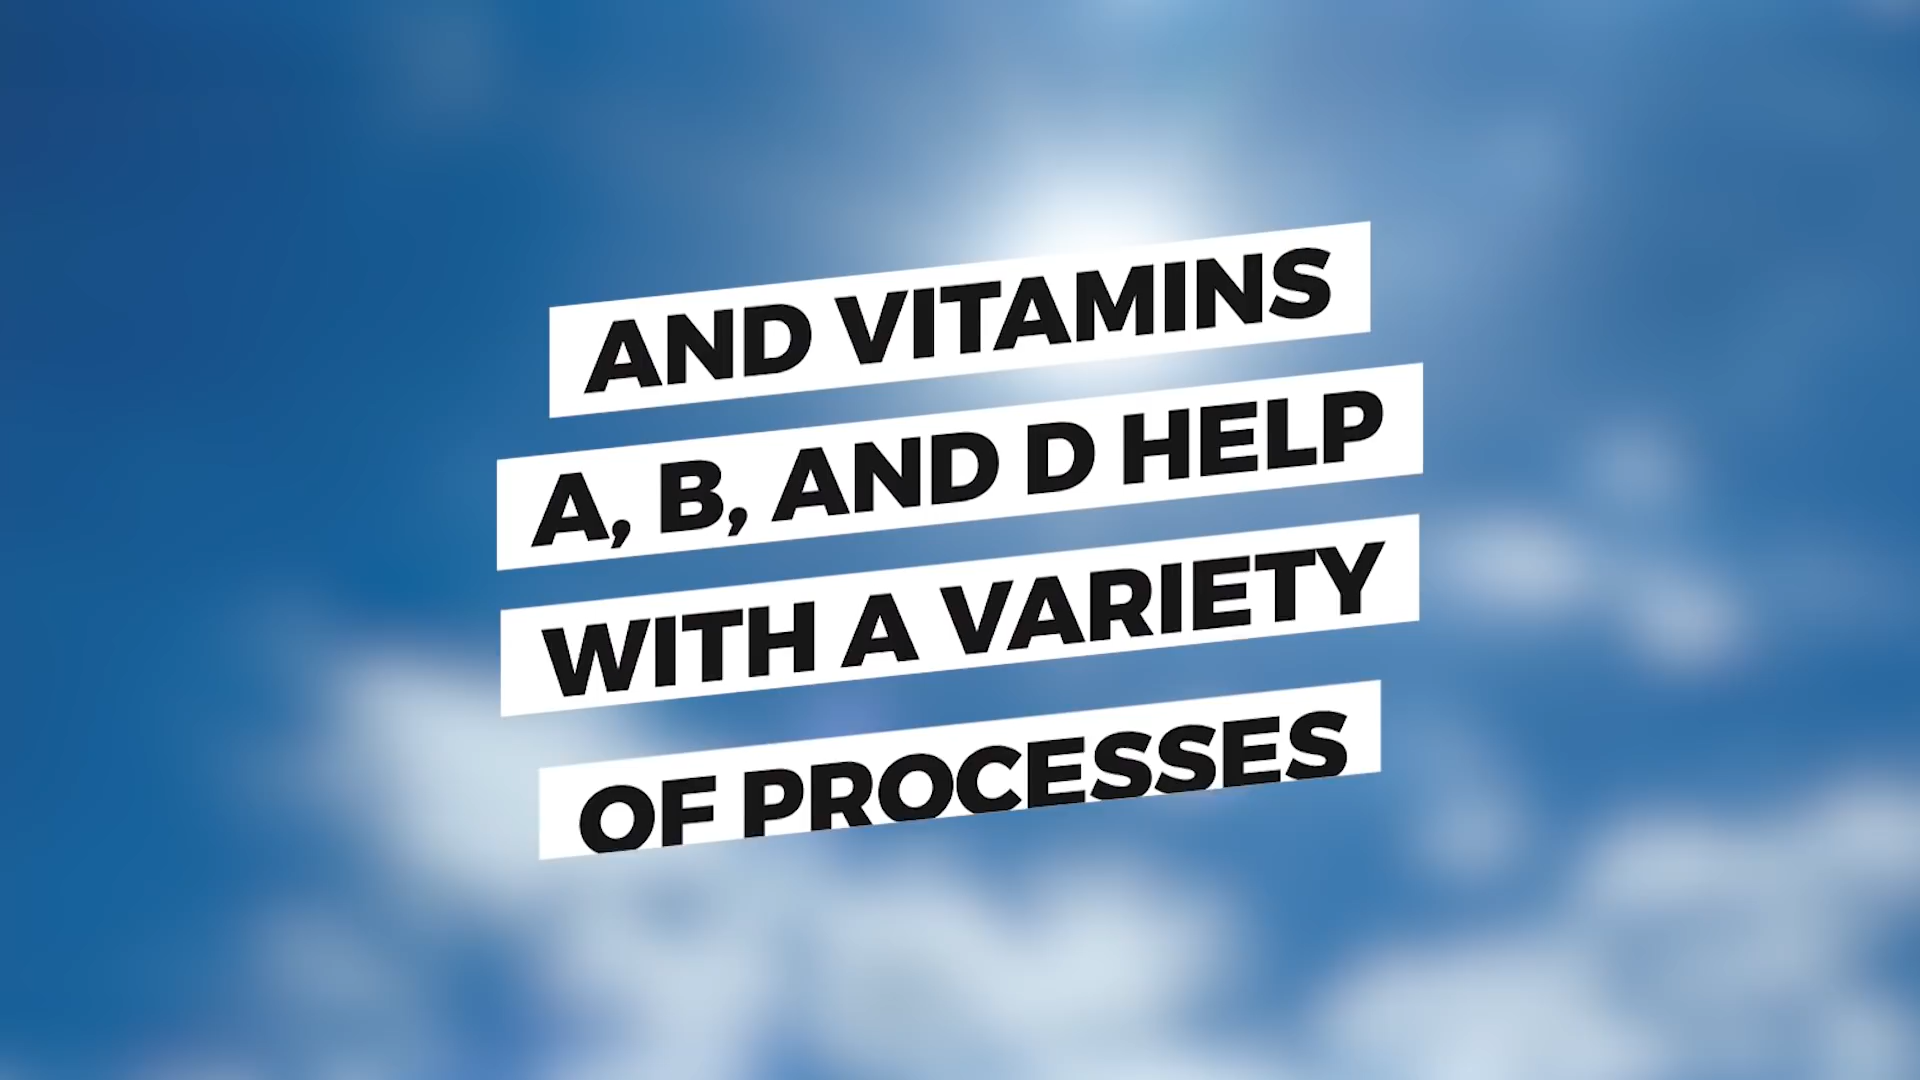 AND VITAMINS
A, B, AND D HELP
WITH A VARIETY
OF PROCESSES